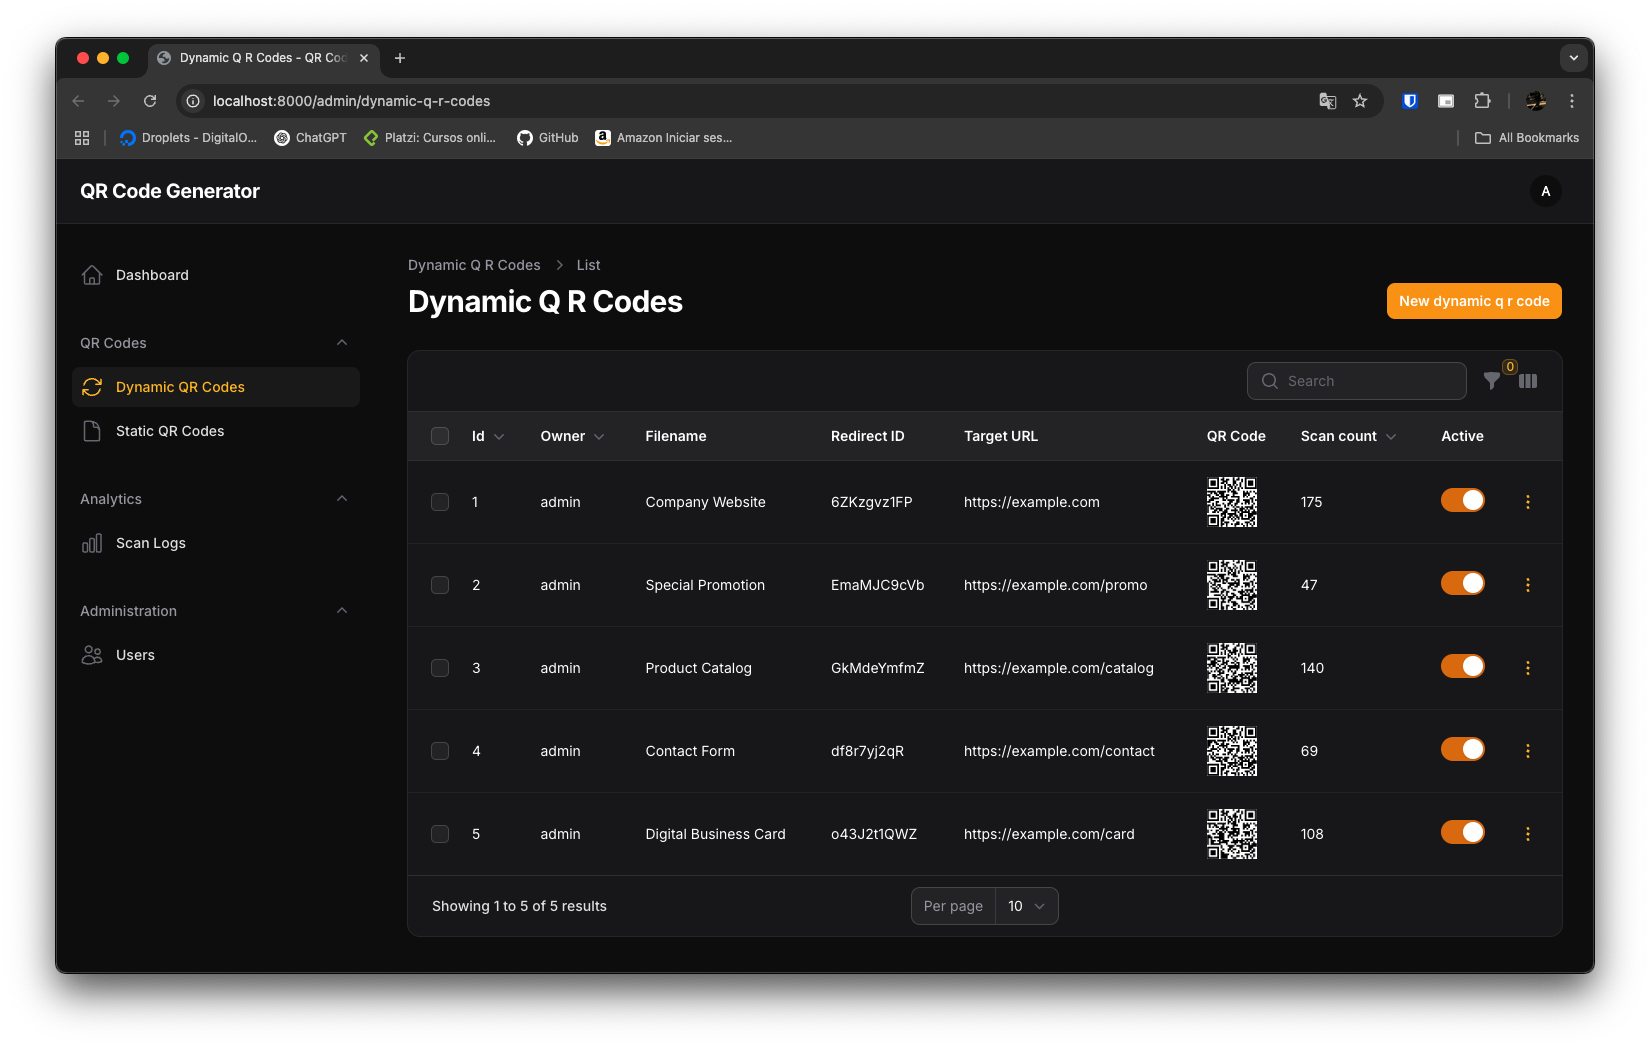 Dynamic Q R Codes - QR Cod
localhost:8000/admin/dynamic-q-r-codes
Droplets - DigitalO... ChatGPT Platzi: Cursos onli... GitHub Amazon Iniciar ses... All Bookmarks
QR Code Generator A
Dashboard
QR Codes
Dynamic QR Codes
Static QR Codes
Analytics
Scan Logs
Administration
Users
Dynamic Q R Codes > List
Dynamic Q R Codes
New dynamic q r code
Search 0
Id Owner Filename Redirect ID Target URL QR Code Scan count Active
1 admin Company Website 6ZKzgvz1FP https://example.com 175
2 admin Special Promotion EmaMJC9cVb https://example.com/promo 47
3 admin Product Catalog GkMdeYmfmZ https://example.com/catalog 140
4 admin Contact Form df8r7yj2qR https://example.com/contact 69
5 admin Digital Business Card o43J2t1QWZ https://example.com/card 108
Showing 1 to 5 of 5 results
Per page 10